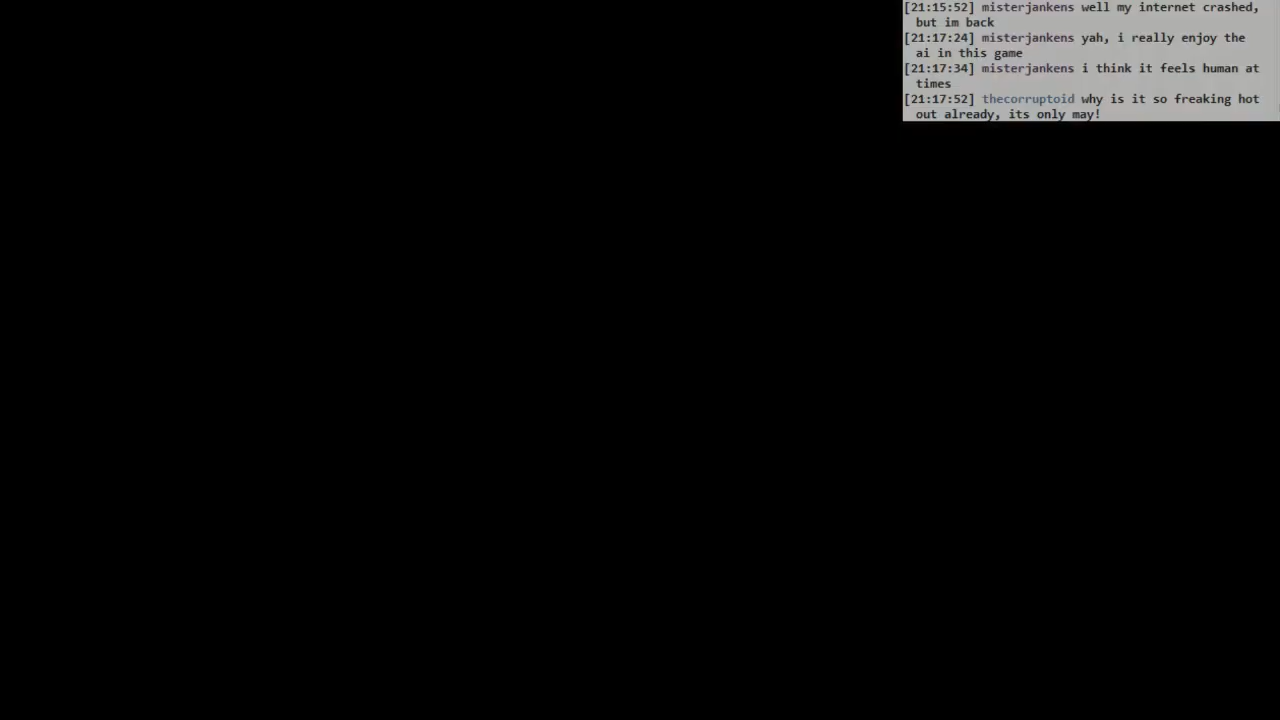 [21:15:52] misterjankens well my internet crashed,
but im back
[21:17:24] misterjankens yah, i really enjoy the
ai in this game
[21:17:34] misterjankens i think it feels human at
times
[21:17:52] thecorruptoid why is it so freaking hot
out already, its only may!